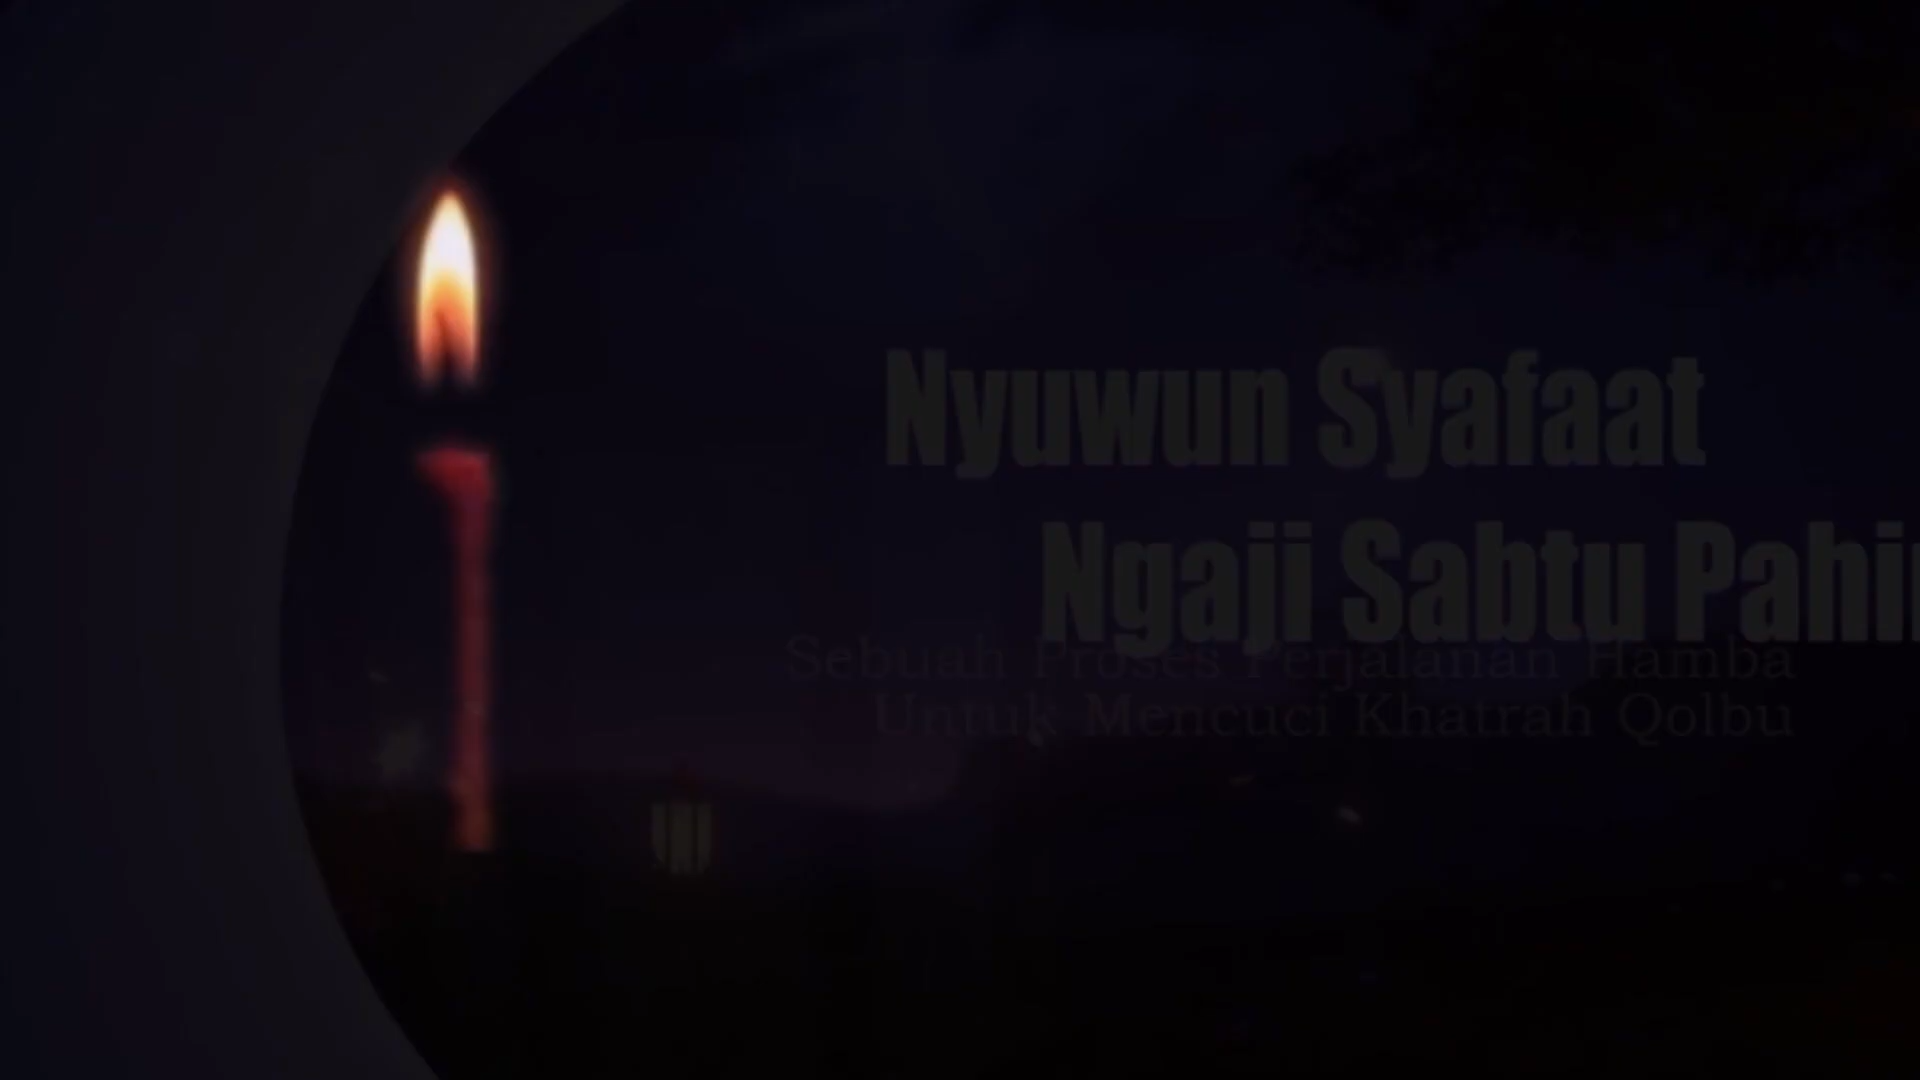 Nyuwun Syafaat
Ngaji Sabtu
Sebuah Proses Perjalanan Hamba
Untuk Mencuci Khatrah Qolbu